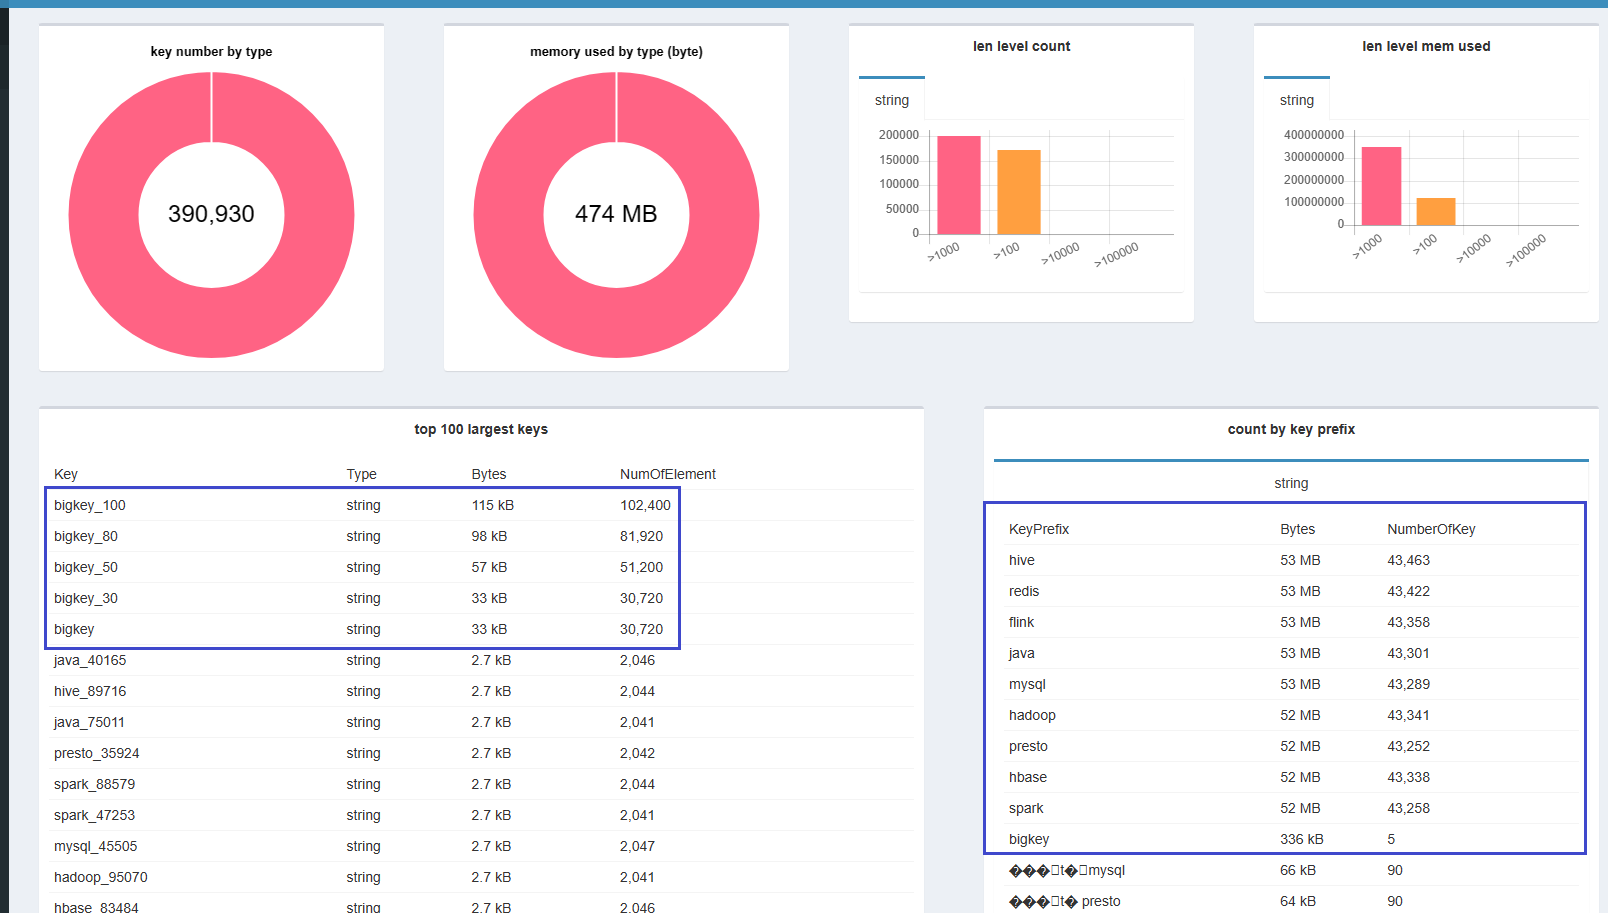 key number by type
390,930
memory used by type (byte)
474 MB
len level count
string
200000
150000
100000
50000
0
>1000
>100
>10000
>100000
len level mem used
string
400000000
300000000
200000000
100000000
0
>1000
>100
>10000
>100000
top 100 largest keys
Key Type Bytes NumOfElement
bigkey_100 string 115 kB 102,400
bigkey_80 string 98 kB 81,920
bigkey_50 string 57 kB 51,200
bigkey_30 string 33 kB 30,720
bigkey string 33 kB 30,720
java_40165 string 2.7 kB 2,046
hive_89716 string 2.7 kB 2,044
java_75011 string 2.7 kB 2,041
presto_35924 string 2.7 kB 2,042
spark_88579 string 2.7 kB 2,044
spark_47253 string 2.7 kB 2,041
mysql_45505 string 2.7 kB 2,047
hadoop_95070 string 2.7 kB 2,041
hbase_83484 string 2.7 kB 2,046
count by key prefix
string
KeyPrefix Bytes NumberOfKey
hive 53 MB 43,463
redis 53 MB 43,422
flink 53 MB 43,358
java 53 MB 43,301
mysql 53 MB 43,289
hadoop 52 MB 43,341
presto 52 MB 43,252
hbase 52 MB 43,338
spark 52 MB 43,258
bigkey 336 kB 5
���□t�□mysql 66 kB 90
���□t� presto 64 kB 90